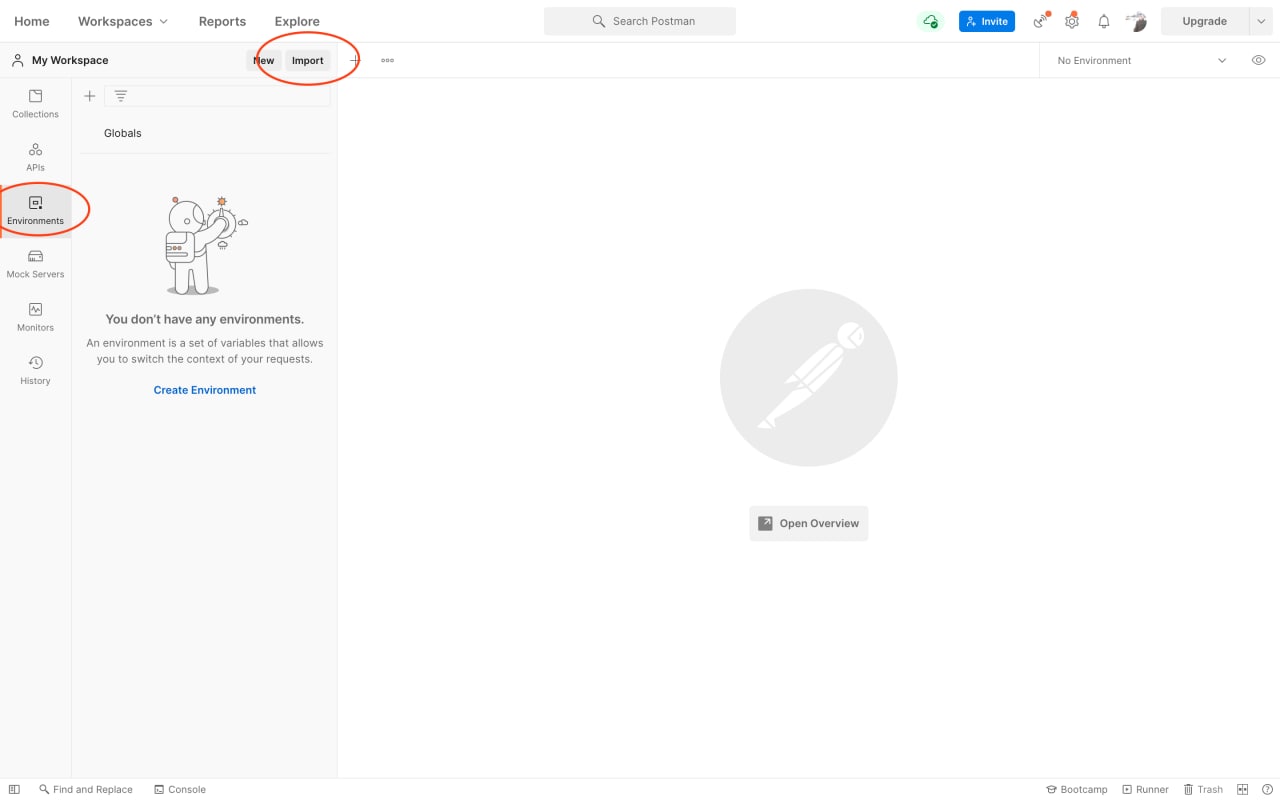 Home
Workspaces
Reports
Explore
Search Postman
Invite
Upgrade
My Workspace
New
Import
No Environment
Collections
APIs
Environments
Mock Servers
Monitors
History
Globals
You don't have any environments.
An environment is a set of variables that allows
you to switch the context of your requests.
Create Environment
Open Overview
Find and Replace
Console
Bootcamp
Runner
Trash